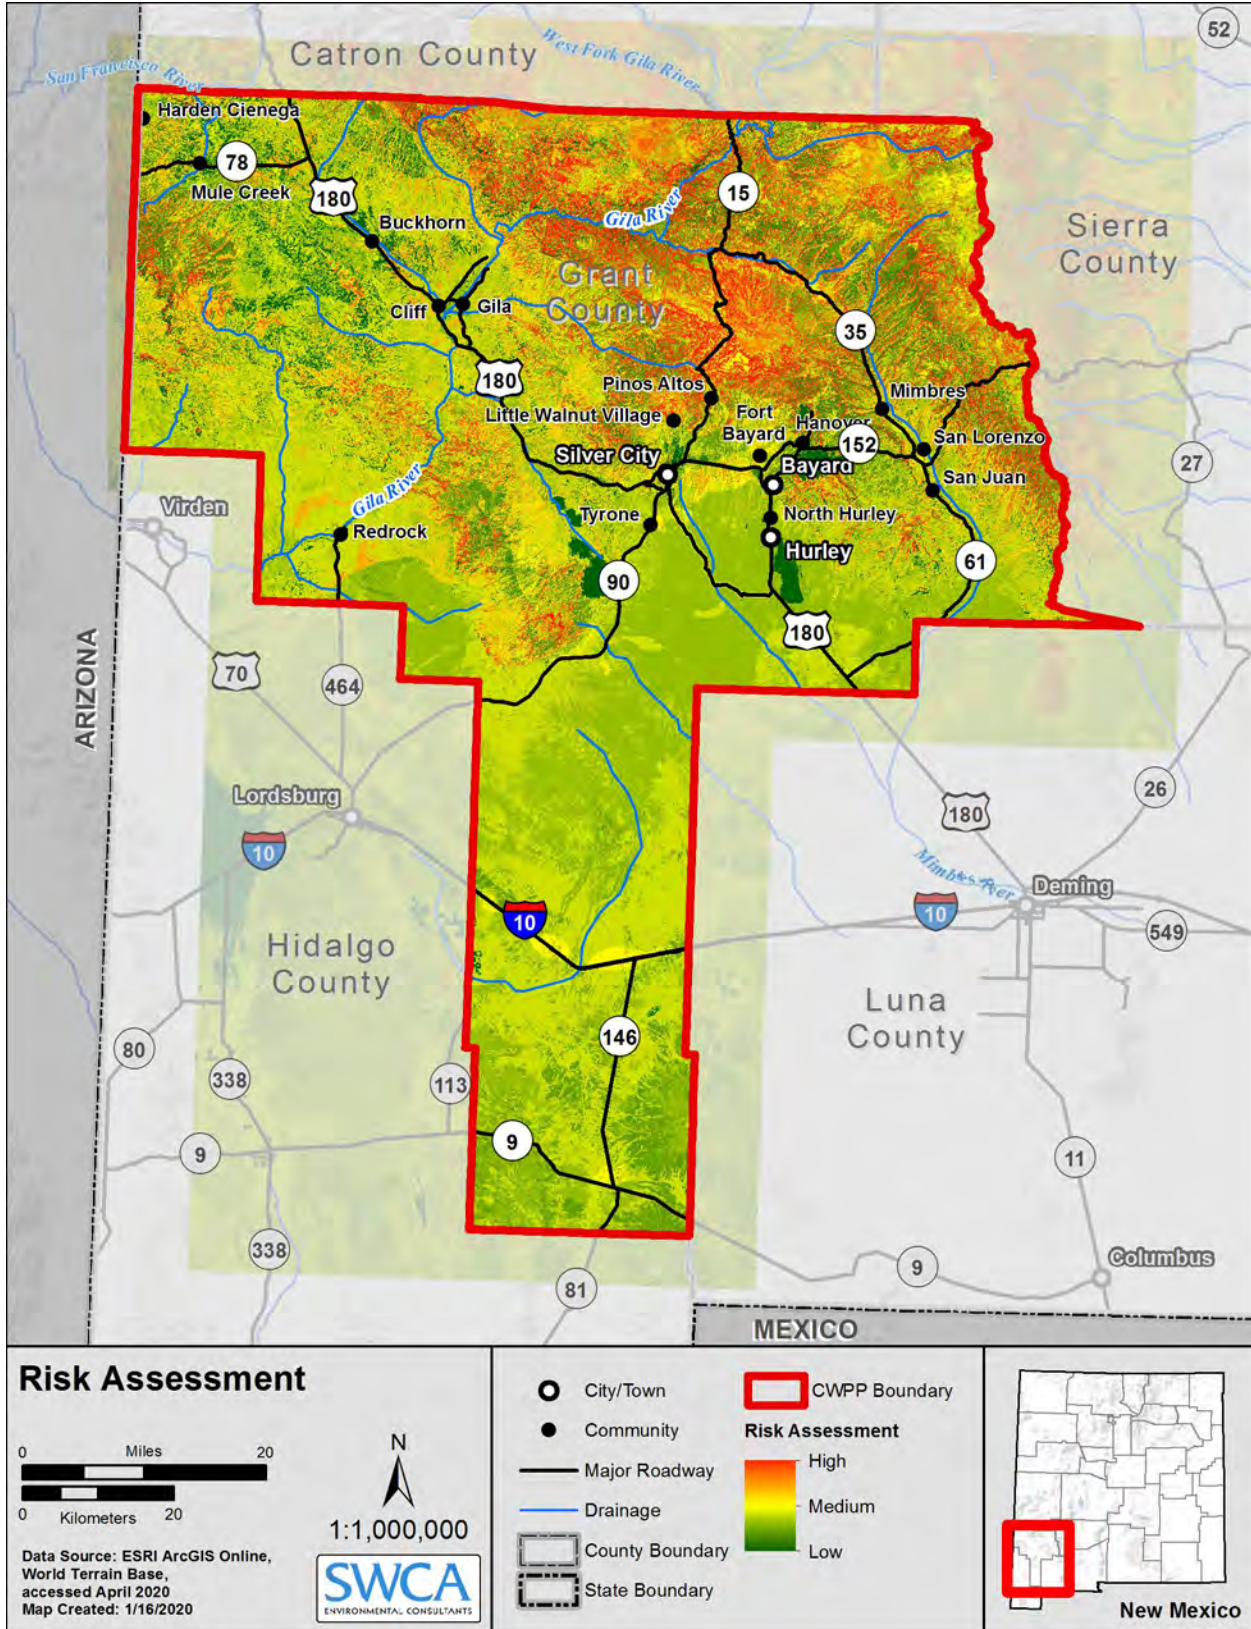 52
Catron County
West Fork Gila River
San Francisco
River
Harden Cienega
78
Mule Creek
180
15
Buckhorn
Gila River
Sierra
County
Grant
County
Cliff
Gila
35
180
Pinos Altos
Mimbres
Little Walnut Village
Fort
Bayard
Hanover
152
San Lorenzo
Silver City
Bayard
27
San Juan
Gila River
Virden
Redrock
Tyrone
North Hurley
Hurley
61
90
180
ARIZONA
70
464
Lordsburg
26
10
180
Mimbres River
Deming
10
10
549
Hidalgo
County
Luna
County
146
80
338
113
9
9
11
338
81
9
Columbus
MEXICO
Risk Assessment
0 Miles 20
0 Kilometers 20
N
1:1,000,000
Data Source: ESRI ArcGIS Online,
World Terrain Base,
accessed April 2020
Map Created: 1/16/2020
SWCA
ENVIRONMENTAL CONSULTANTS
City/Town
Community
Major Roadway
Drainage
County Boundary
State Boundary
CWPP Boundary
Risk Assessment
High
Medium
Low
New Mexico